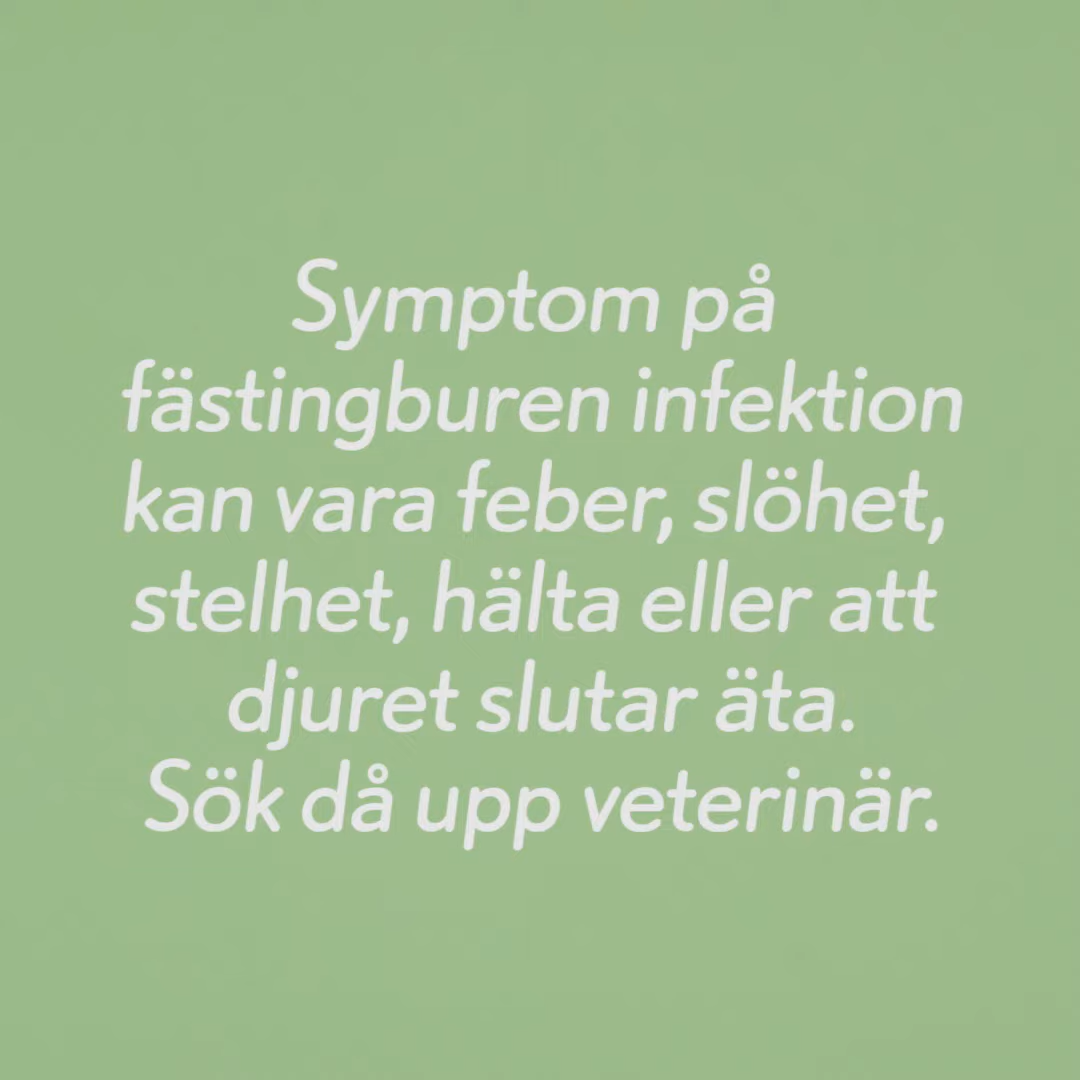 Symptom på
fästingburen infektion
kan vara feber, slöhet,
stelhet, hälta eller att
djuret slutar äta.
Sök då upp veterinär.